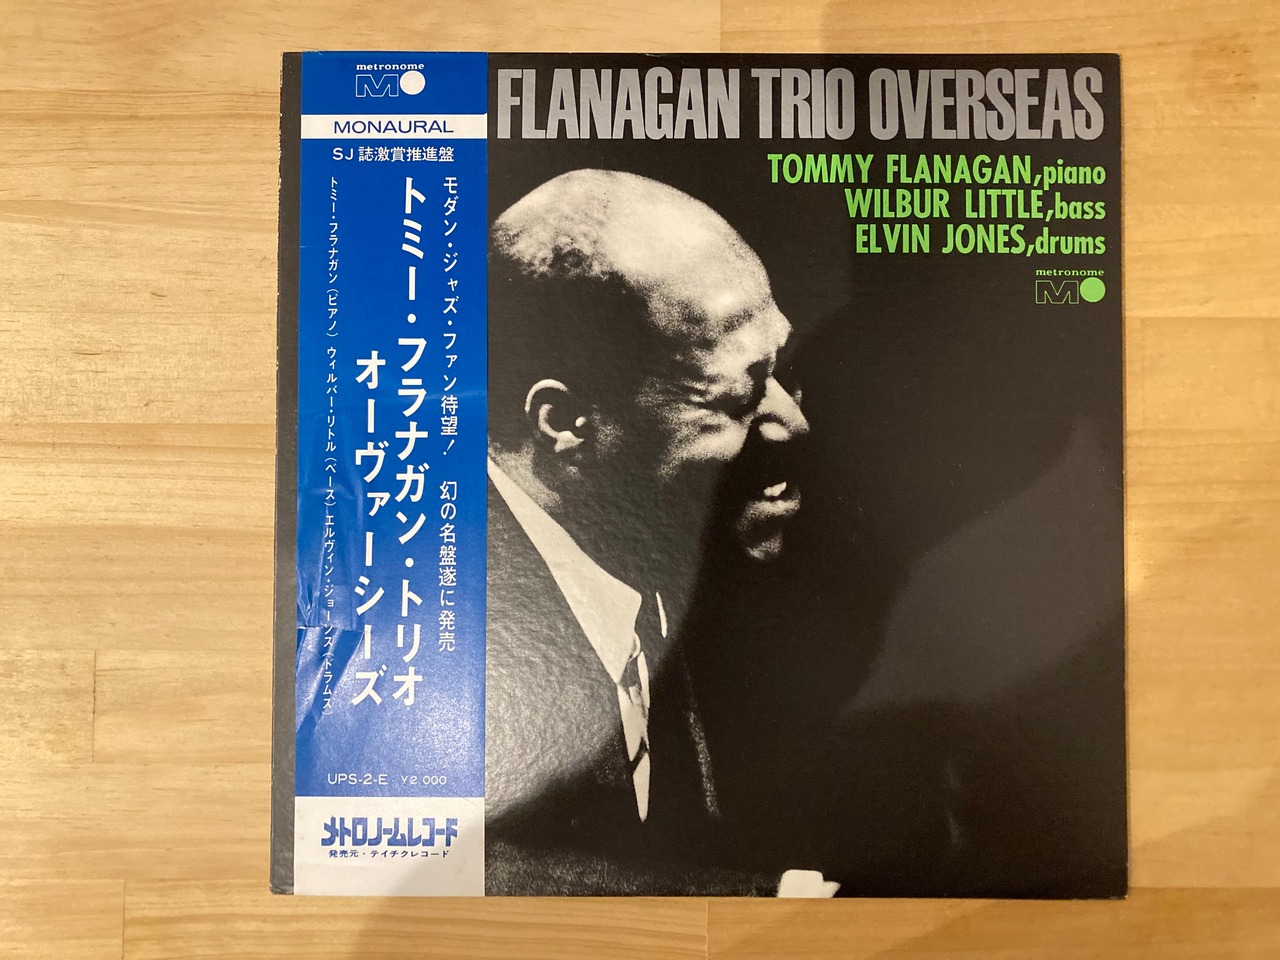 metronome
MONAURAL
SJ誌激賞推進盤
モダン・ジャズ・ファン待望! 幻の名盤遂に発売
トミー・フラナガン・トリオ
オーヴァーシーズ
トミー・フラナガン(ピアノ) ウィルバー・リトル(ベース) エルヴィン・ジョーンズ(ドラムス)
UPS-2-E ¥2,000
メトロノームレコード
発売元・テイチクレコード
FLANAGAN TRIO OVERSEAS
TOMMY FLANAGAN,piano
WILBUR LITTLE,bass
ELVIN JONES,drums
metronome